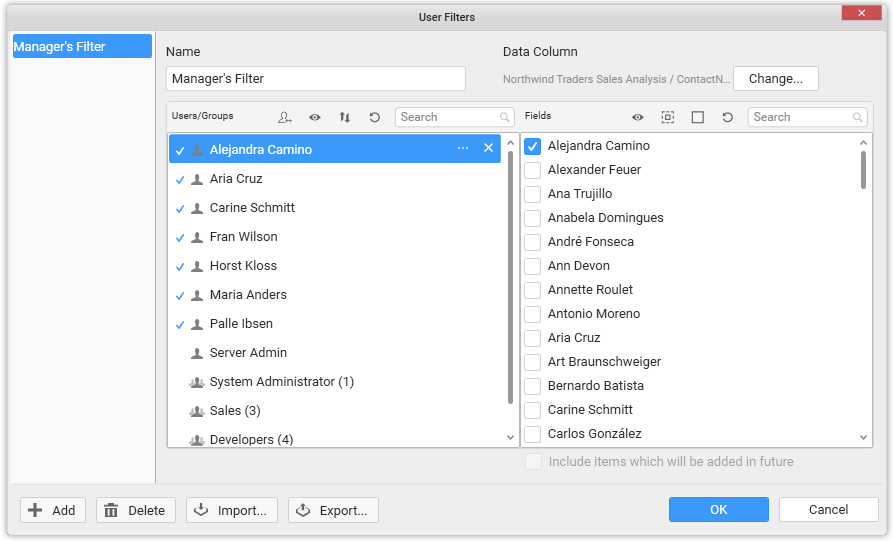 User Filters
Manager's Filter
Name
Data Column
Manager's Filter
Northwind Traders Sales Analysis / ContactN...
Change...
Users/Groups
Search
Fields
Search
Alejandra Camino
Aria Cruz
Carine Schmitt
Fran Wilson
Horst Kloss
Maria Anders
Palle Ibsen
Server Admin
System Administrator (1)
Sales (3)
Developers (4)
Alejandra Camino
Alexander Feuer
Ana Trujillo
Anabela Domingues
André Fonseca
Ann Devon
Annette Roulet
Antonio Moreno
Aria Cruz
Art Braunschweiger
Bernardo Batista
Carine Schmitt
Carlos González
Include items which will be added in future
Add
Delete
Import...
Export...
OK
Cancel